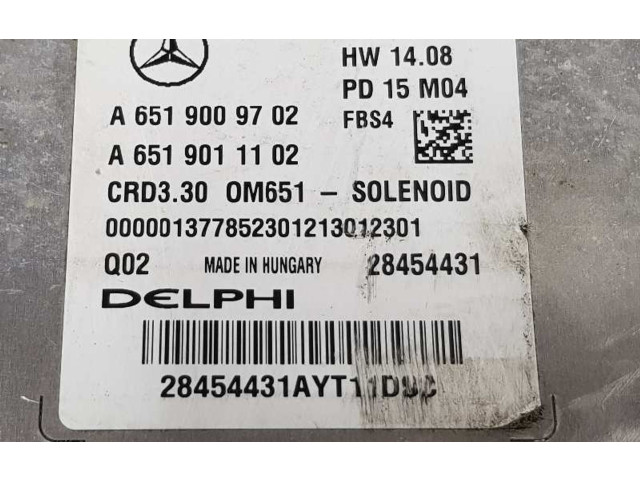 HW 14.08
PD 15 M04
A 651 900 97 02
FBS4
A 651 901 11 02
CRD3.30 OM651 – SOLENOID
000001377852301213012301
Q02 MADE IN HUNGARY 28454431
DELPHI